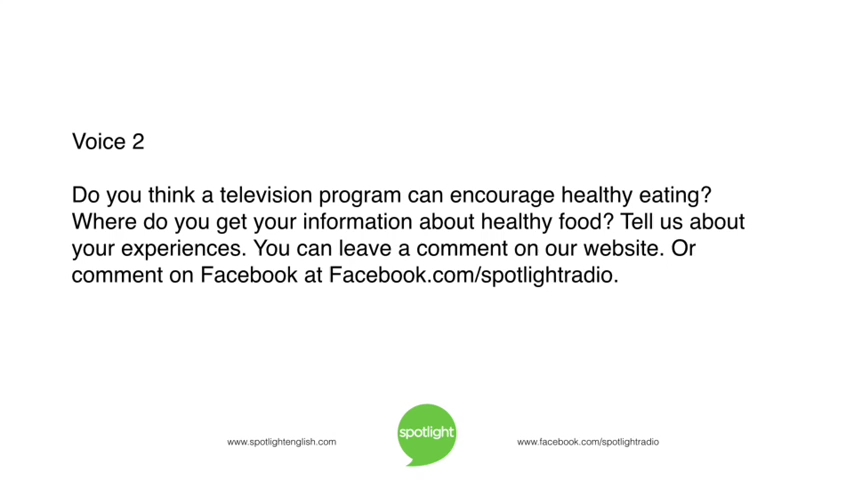 Voice 2
Do you think a television program can encourage healthy eating?
Where do you get your information about healthy food? Tell us about
your experiences. You can leave a comment on our website. Or
comment on Facebook at Facebook.com/spotlightradio.
spotlight
www.spotlightenglish.com
www.facebook.com/spotlightradio